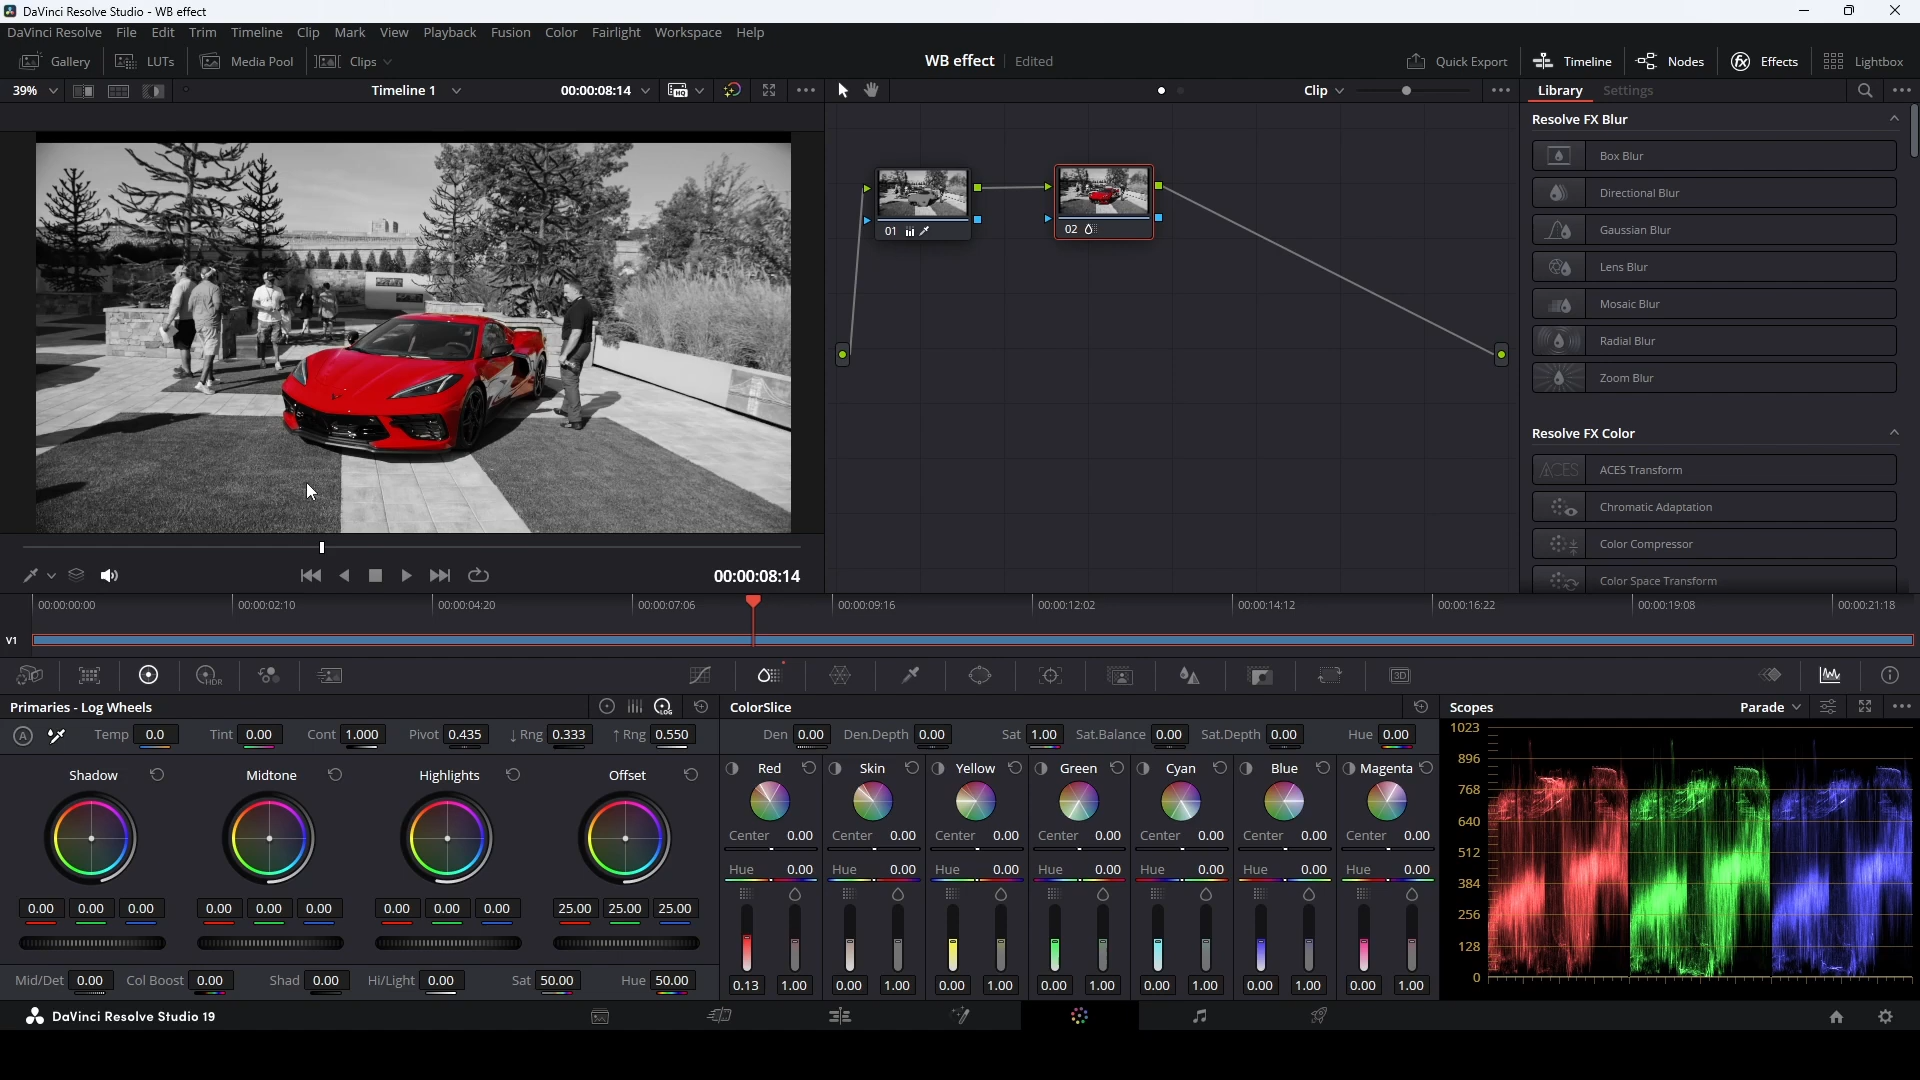 DaVinci Resolve Studio - WB effect
DaVinci Resolve File Edit Trim Timeline Clip Mark View Playback Fusion Color Fairlight Workspace Help
Gallery LUTs Media Pool Clips WB effect Edited Quick Export Timeline Nodes Effects Lightbox
39% Timeline 1 00:00:08:14 Clip Library Settings
Resolve FX Blur
Box Blur
Directional Blur
Gaussian Blur
Lens Blur
Mosaic Blur
Radial Blur
Zoom Blur
Resolve FX Color
ACES ACES Transform
Chromatic Adaptation
Color Compressor
Color Space Transform
01
02
00:00:08:14
00:00:00:00 00:00:02:10 00:00:04:20 00:00:07:06 00:00:09:16 00:00:12:02 00:00:14:12 00:00:16:22 00:00:19:08 00:00:21:18
V1
HDR 3D
Primaries - Log Wheels LOG ColorSlice Scopes Parade
A Temp 0.0 Tint 0.00 Cont 1.000 Pivot 0.435 ↓ Rng 0.333 ↑ Rng 0.550 Den 0.00 Den.Depth 0.00 Sat 1.00 Sat.Balance 0.00 Sat.Depth 0.00 Hue 0.00
Shadow Midtone Highlights Offset
Red Skin Yellow Green Cyan Blue Magenta
Center 0.00 Center 0.00 Center 0.00 Center 0.00 Center 0.00 Center 0.00 Center 0.00
Hue 0.00 Hue 0.00 Hue 0.00 Hue 0.00 Hue 0.00 Hue 0.00 Hue 0.00
0.00 0.00 0.00 0.00 0.00 0.00 0.00 0.00 0.00 25.00 25.00 25.00
Mid/Det 0.00 Col Boost 0.00 Shad 0.00 Hi/Light 0.00 Sat 50.00 Hue 50.00
0.13 1.00 0.00 1.00 0.00 1.00 0.00 1.00 0.00 1.00 0.00 1.00 0.00 1.00
1023
896
768
640
512
384
256
128
0
DaVinci Resolve Studio 19